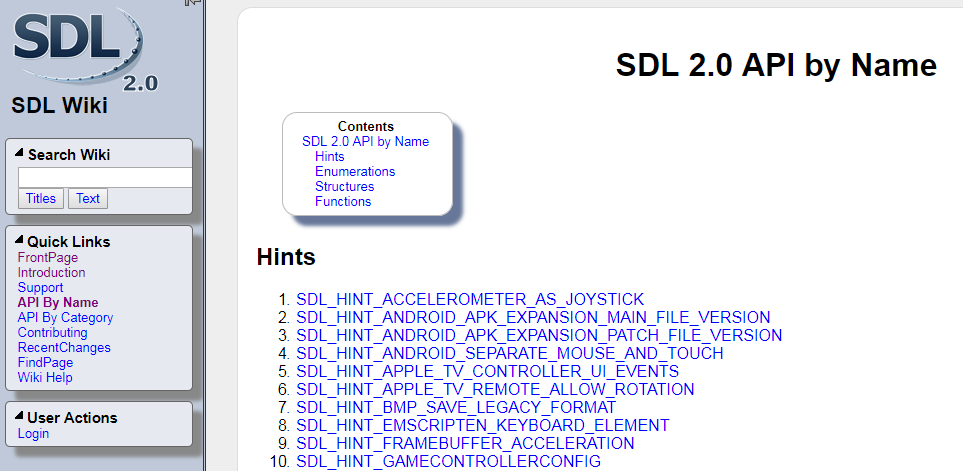 SDL
2.0
SDL Wiki
Search Wiki
Titles Text
Quick Links
FrontPage
Introduction
Support
API By Name
API By Category
Contributing
RecentChanges
FindPage
Wiki Help
User Actions
Login
SDL 2.0 API by Name
Contents
SDL 2.0 API by Name
Hints
Enumerations
Structures
Functions
Hints
1. SDL_HINT_ACCELEROMETER_AS_JOYSTICK
2. SDL_HINT_ANDROID_APK_EXPANSION_MAIN_FILE_VERSION
3. SDL_HINT_ANDROID_APK_EXPANSION_PATCH_FILE_VERSION
4. SDL_HINT_ANDROID_SEPARATE_MOUSE_AND_TOUCH
5. SDL_HINT_APPLE_TV_CONTROLLER_UI_EVENTS
6. SDL_HINT_APPLE_TV_REMOTE_ALLOW_ROTATION
7. SDL_HINT_BMP_SAVE_LEGACY_FORMAT
8. SDL_HINT_EMSCRIPTEN_KEYBOARD_ELEMENT
9. SDL_HINT_FRAMEBUFFER_ACCELERATION
10. SDL_HINT_GAMECONTROLLERCONFIG